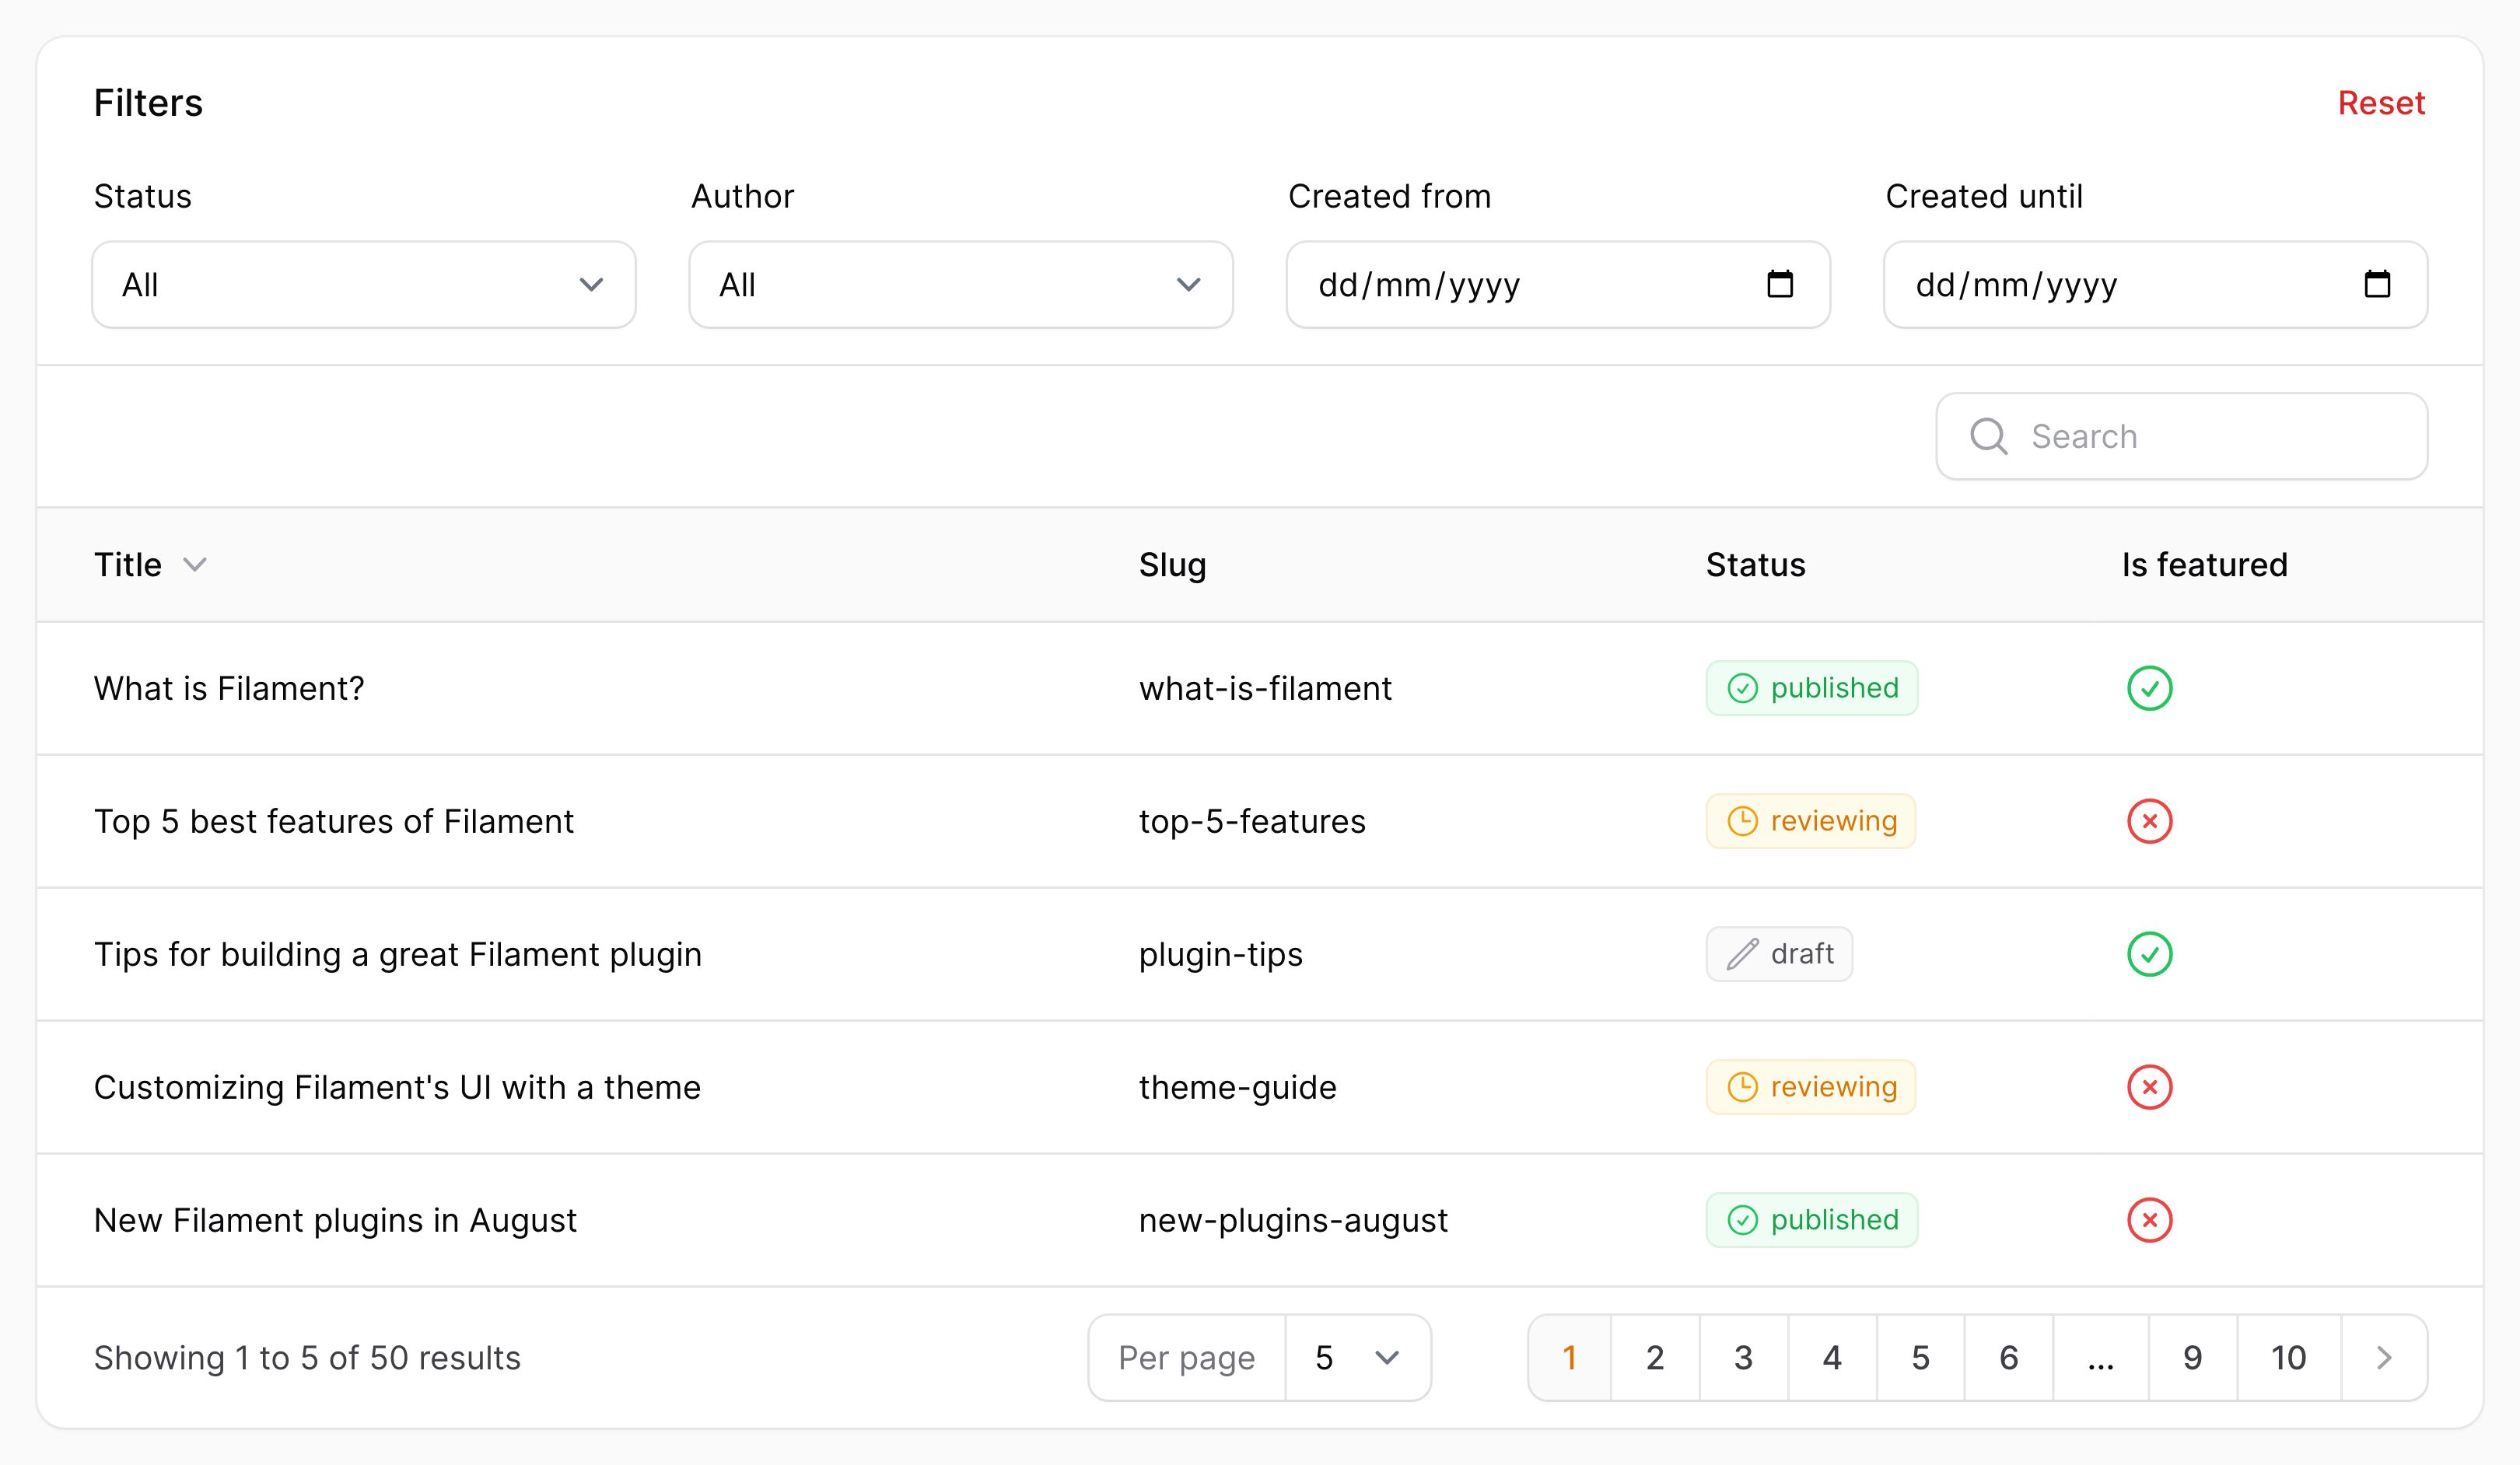 Filters Reset
Status Author Created from Created until
All All dd/mm/yyyy dd/mm/yyyy
Search
Title Slug Status Is featured
What is Filament? what-is-filament published
Top 5 best features of Filament top-5-features reviewing
Tips for building a great Filament plugin plugin-tips draft
Customizing Filament's UI with a theme theme-guide reviewing
New Filament plugins in August new-plugins-august published
Showing 1 to 5 of 50 results Per page 5 1 2 3 4 5 6 ... 9 10